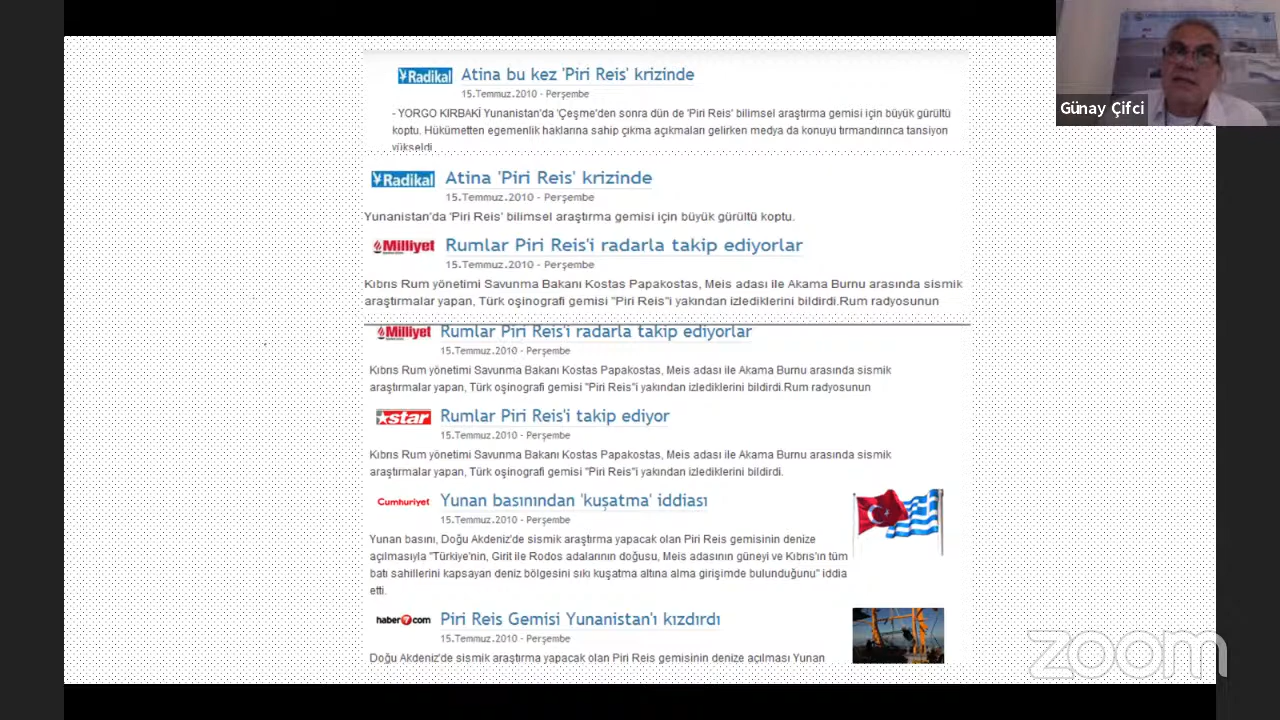 Radikal Atina bu kez 'Piri Reis' krizinde
15.Temmuz.2010 - Perşembe
- YORGO KIRBAKİ Yunanistan'da 'Çeşme'den sonra dün de 'Piri Reis' bilimsel araştırma gemisi için büyük gürültü
koptu. Hükümetten egemenlik haklarına sahip çıkma açıkmaları gelirken medya da konuyu tırmandırınca tansiyon
yükseldi.
Günay Çifci
Radikal Atina 'Piri Reis' krizinde
15.Temmuz.2010 - Perşembe
Yunanistan'da 'Piri Reis' bilimsel araştırma gemisi için büyük gürültü koptu.
Milliyet Rumlar Piri Reis'i radarla takip ediyorlar
15.Temmuz.2010 - Perşembe
Kıbrıs Rum yönetimi Savunma Bakanı Kostas Papakostas, Meis adası ile Akama Burnu arasında sismik
araştırmalar yapan, Türk oşinografi gemisi "Piri Reis"i yakından izlediklerini bildirdi.Rum radyosunun
Milliyet Rumlar Piri Reis'i radarla takip ediyorlar
15.Temmuz.2010 - Perşembe
Kıbrıs Rum yönetimi Savunma Bakanı Kostas Papakostas, Meis adası ile Akama Burnu arasında sismik
araştırmalar yapan, Türk oşinografi gemisi "Piri Reis"i yakından izlediklerini bildirdi.Rum radyosunun
star Rumlar Piri Reis'i takip ediyor
15.Temmuz.2010 - Perşembe
Kıbrıs Rum yönetimi Savunma Bakanı Kostas Papakostas, Meis adası ile Akama Burnu arasında sismik
araştırmalar yapan, Türk oşinografi gemisi "Piri Reis"i yakından izlediklerini bildirdi.
Cumhuriyet Yunan basınından 'kuşatma' iddiası
15.Temmuz.2010 - Perşembe
Yunan basını, Doğu Akdeniz'de sismik araştırma yapacak olan Piri Reis gemisinin denize
açılmasıyla "Türkiye'nin, Girit ile Rodos adalarının doğusu, Meis adasının güneyi ve Kıbrıs'ın tüm
batı sahillerini kapsayan deniz bölgesini sıkı kuşatma altına alma girişimde bulunduğunu" iddia
etti.
haber7com Piri Reis Gemisi Yunanistan'ı kızdırdı
15.Temmuz.2010 - Perşembe
Doğu Akdeniz'de sismik araştırma yapacak olan Piri Reis gemisinin denize açılması Yunan
zoom